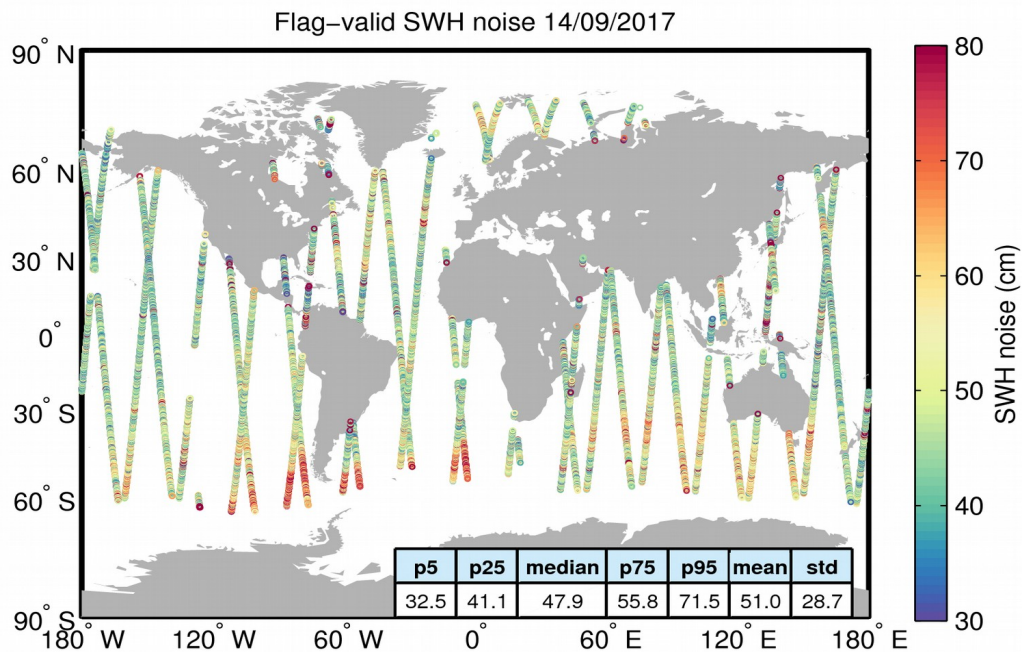 Flag−valid SWH noise 14/09/2017
90° N
60° N
30° N
0°
30° S
60° S
90° S
180° W
120° W
60° W
0°
60° E
120° E
180° E
p5 p25 median p75 p95 mean std
32.5 41.1 47.9 55.8 71.5 51.0 28.7
80
70
60
50
40
30
SWH noise (cm)